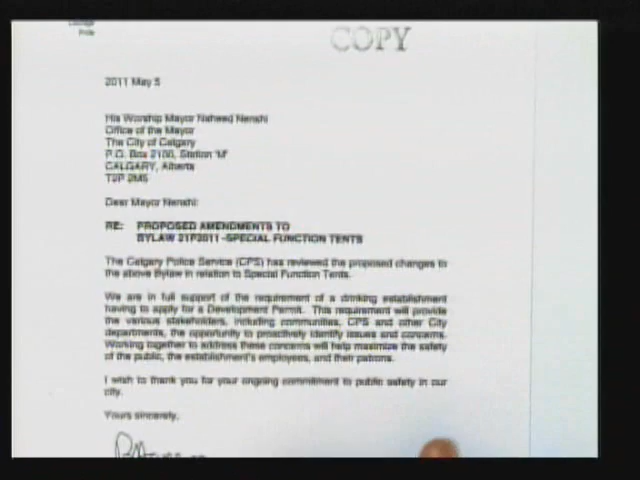 Courage
Pride
COPY
2011 May 5
His Worship Mayor Naheed Nenshi
Office of the Mayor
The City of Calgary
P.O. Box 2100, Station 'M'
CALGARY, Alberta
T2P 2M5
Dear Mayor Nenshi:
RE: PROPOSED AMENDMENTS TO
BYLAW 21P2011 -SPECIAL FUNCTION TENTS
The Calgary Police Service (CPS) has reviewed the proposed changes to
the above Bylaw in relation to Special Function Tents.
We are in full support of the requirement of a drinking establishment
having to apply for a Development Permit. This requirement will provide
the various stakeholders, including communities, CPS and other City
departments, the opportunity to proactively identify issues and concerns.
Working together to address these concerns will help maximize the safety
of the public, the establishment's employees, and their patrons.
I wish to thank you for your ongoing commitment to public safety in our
city.
Yours sincerely,